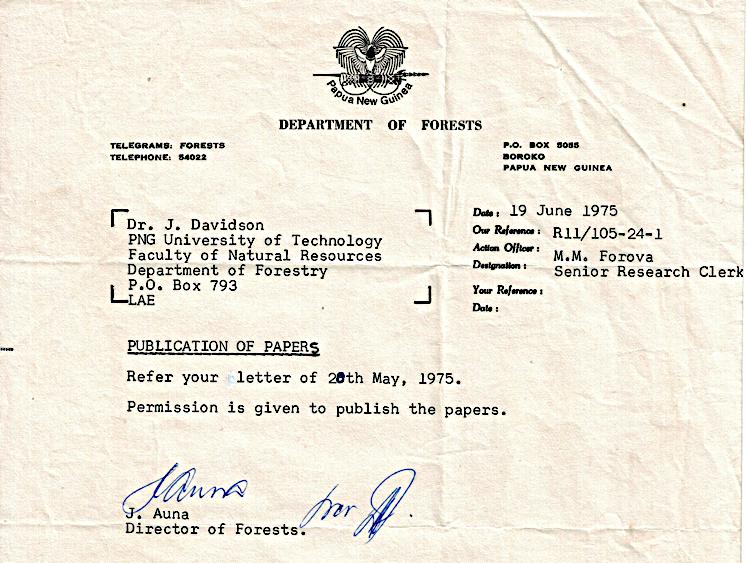 Papua New Guinea
DEPARTMENT OF FORESTS
TELEGRAMS: FORESTS
TELEPHONE: 54022
P.O. BOX 5055
BOROKO
PAPUA NEW GUINEA
Dr. J. Davidson
PNG University of Technology
Faculty of Natural Resources
Department of Forestry
P.O. Box 793
LAE
Date: 19 June 1975
Our Reference: R11/105-24-1
Action Officer: M.M. Forova
Designation: Senior Research Clerk
Your Reference:
Date:
PUBLICATION OF PAPERS
Refer your letter of 20th May, 1975.
Permission is given to publish the papers.
J Auna
J. Auna
Director of Forests.